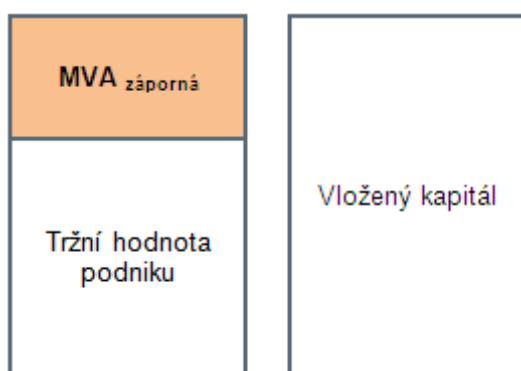 MVA záporná
Tržní hodnota
podniku
Vložený kapitál